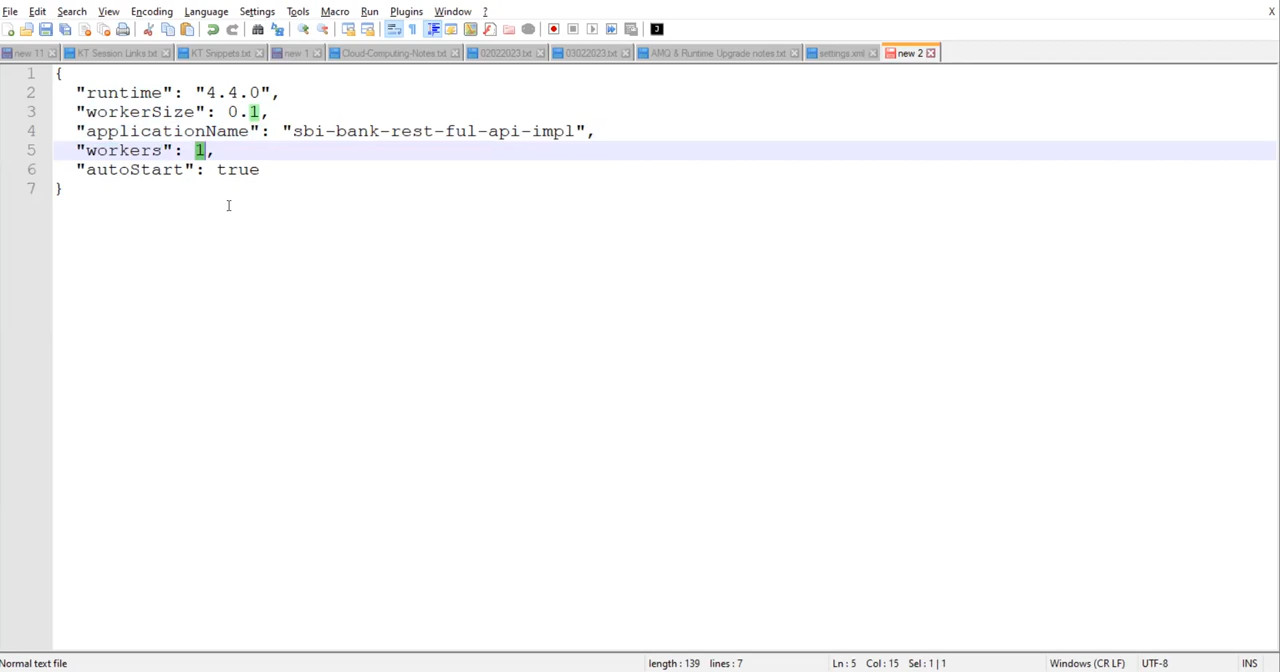 File Edit Search View Encoding Language Settings Tools Macro Run Plugins Window ? X
new 11 KT Session Links.txt KT Snippets.txt new 1 Cloud-Computing-Notes.txt 02022023.txt 03022023.txt AMQ & Runtime Upgrade notes.txt settings.xml new 2
1 {
2 "runtime": "4.4.0",
3 "workerSize": 0.1,
4 "applicationName": "sbi-bank-rest-ful-api-impl",
5 "workers": 1,
6 "autoStart": true
7 }
Normal text file length : 139 lines : 7 Ln : 5 Col : 15 Sel : 1 | 1 Windows (CR LF) UTF-8 INS